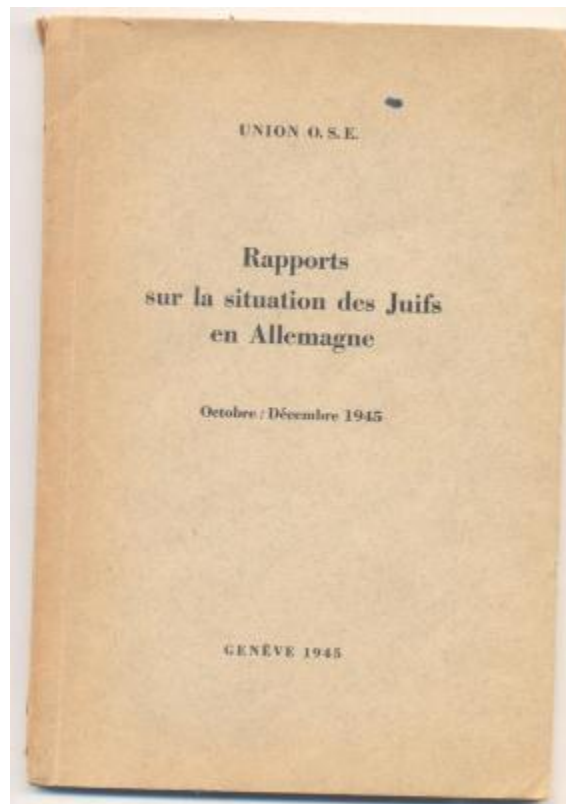 UNION O. S. E.
Rapports
sur la situation des Juifs
en Allemagne
Octobre / Décembre 1945
GENÈVE 1945